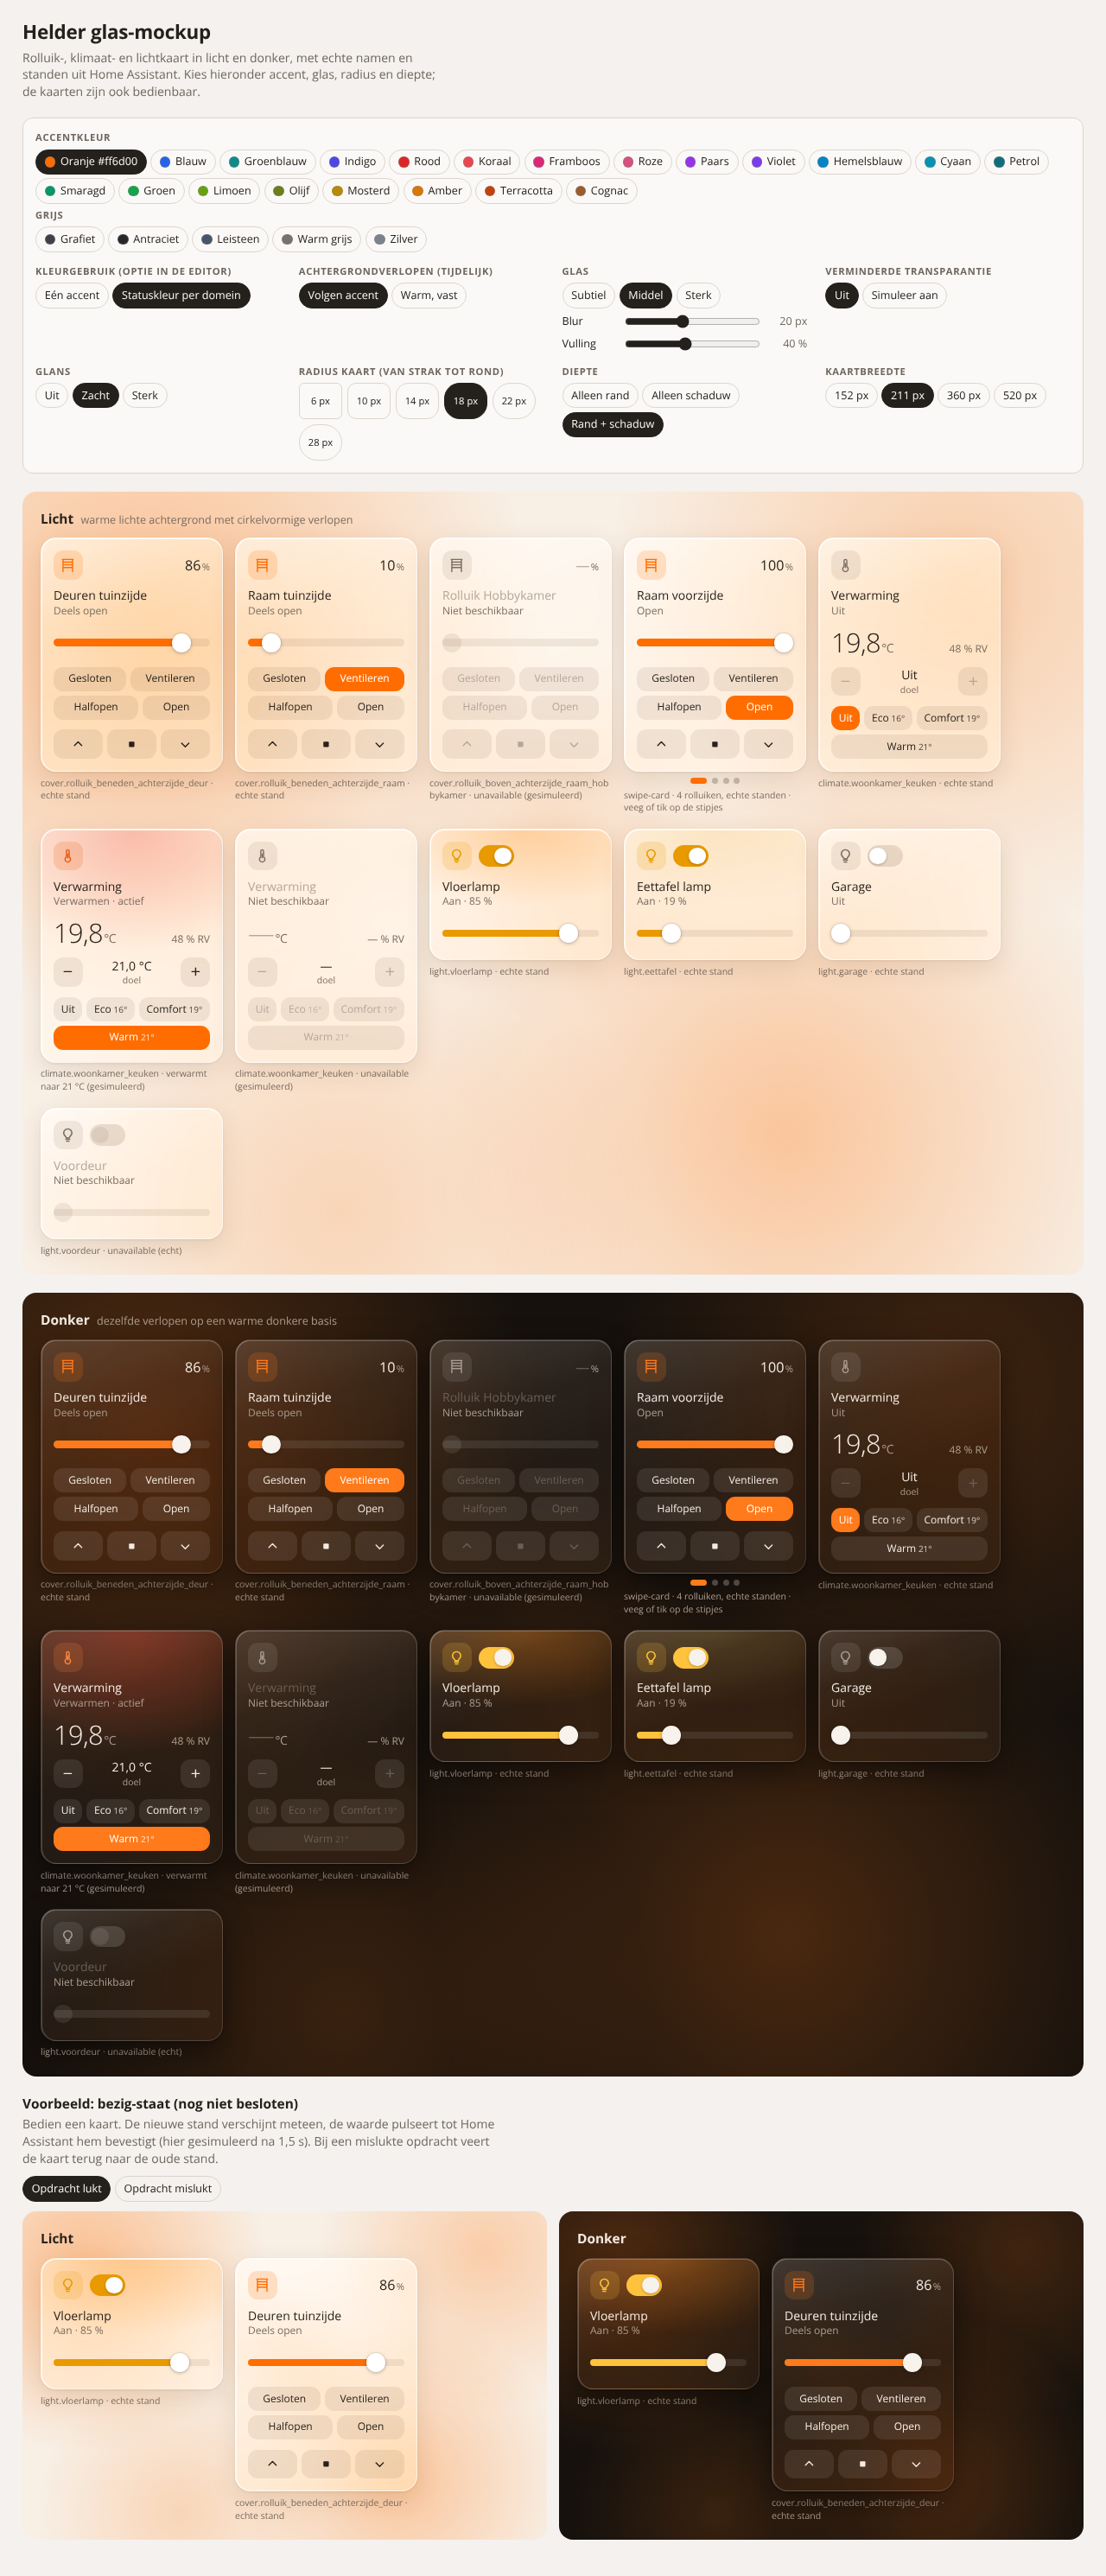 Helder glas-mockup
Rolluik-, klimaat- en lichtkaart in licht en donker, met echte namen en
standen uit Home Assistant. Kies hieronder accent, glas, radius en diepte;
de kaarten zijn ook bedienbaar.
ACCENTKLEUR
Oranje #ff6d00 Blauw Groenblauw Indigo Rood Koraal Framboos Roze Paars Violet Hemelsblauw Cyaan Petrol
Smaragd Groen Limoen Olijf Mosterd Amber Terracotta Cognac
GRIJS
Grafiet Antraciet Leisteen Warm grijs Zilver
KLEURGEBRUIK (OPTIE IN DE EDITOR) ACHTERGRONDVERLOPEN (TIJDELIJK) GLAS VERMINDERDE TRANSPARANTIE
Eén accent Statuskleur per domein Volgen accent Warm, vast Subtiel Middel Sterk Uit Simuleer aan
Blur 20 px
Vulling 40 %
GLANS RADIUS KAART (VAN STRAK TOT ROND) DIEPTE KAARTBREEDTE
Uit Zacht Sterk 6 px 10 px 14 px 18 px 22 px Alleen rand Alleen schaduw 152 px 211 px 360 px 520 px
28 px Rand + schaduw
Licht warme lichte achtergrond met cirkelvormige verlopen
86% 10% —% 100%
Deuren tuinzijde Raam tuinzijde Rolluik Hobbykamer Raam voorzijde Verwarming
Deels open Deels open Niet beschikbaar Open Uit
19,8°C 48 % RV
Gesloten Ventileren Gesloten Ventileren Gesloten Ventileren Gesloten Ventileren − Uit +
doel
Halfopen Open Halfopen Open Halfopen Open Halfopen Open Uit Eco 16° Comfort 19°
Warm 21°
cover.rolluik_beneden_achterzijde_deur · cover.rolluik_beneden_achterzijde_raam · cover.rolluik_boven_achterzijde_raam_hob climate.woonkamer_keuken · echte stand
echte stand echte stand bykamer · unavailable (gesimuleerd) swipe-card · 4 rolluiken, echte standen ·
veeg of tik op de stipjes
Verwarming Verwarming Vloerlamp Eettafel lamp Garage
Verwarmen · actief Niet beschikbaar Aan · 85 % Aan · 19 % Uit
19,8°C 48 % RV —°C — % RV
− 21,0 °C + − — +
doel doel
light.vloerlamp · echte stand light.eettafel · echte stand light.garage · echte stand
Uit Eco 16° Comfort 19° Uit Eco 16° Comfort 19°
Warm 21° Warm 21°
climate.woonkamer_keuken · verwarmt climate.woonkamer_keuken · unavailable
naar 21 °C (gesimuleerd) (gesimuleerd)
Voordeur
Niet beschikbaar
light.voordeur · unavailable (echt)
Donker dezelfde verlopen op een warme donkere basis
86% 10% —% 100%
Deuren tuinzijde Raam tuinzijde Rolluik Hobbykamer Raam voorzijde Verwarming
Deels open Deels open Niet beschikbaar Open Uit
19,8°C 48 % RV
Gesloten Ventileren Gesloten Ventileren Gesloten Ventileren Gesloten Ventileren − Uit +
doel
Halfopen Open Halfopen Open Halfopen Open Halfopen Open Uit Eco 16° Comfort 19°
Warm 21°
cover.rolluik_beneden_achterzijde_deur · cover.rolluik_beneden_achterzijde_raam · cover.rolluik_boven_achterzijde_raam_hob climate.woonkamer_keuken · echte stand
echte stand echte stand bykamer · unavailable (gesimuleerd) swipe-card · 4 rolluiken, echte standen ·
veeg of tik op de stipjes
Verwarming Verwarming Vloerlamp Eettafel lamp Garage
Verwarmen · actief Niet beschikbaar Aan · 85 % Aan · 19 % Uit
19,8°C 48 % RV —°C — % RV
− 21,0 °C + − — +
doel doel
light.vloerlamp · echte stand light.eettafel · echte stand light.garage · echte stand
Uit Eco 16° Comfort 19° Uit Eco 16° Comfort 19°
Warm 21° Warm 21°
climate.woonkamer_keuken · verwarmt climate.woonkamer_keuken · unavailable
naar 21 °C (gesimuleerd) (gesimuleerd)
Voordeur
Niet beschikbaar
light.voordeur · unavailable (echt)
Voorbeeld: bezig-staat (nog niet besloten)
Bedien een kaart. De nieuwe stand verschijnt meteen, de waarde pulseert tot Home
Assistant hem bevestigt (hier gesimuleerd na 1,5 s). Bij een mislukte opdracht veert
de kaart terug naar de oude stand.
Opdracht lukt Opdracht mislukt
Licht Donker
86% 86%
Vloerlamp Deuren tuinzijde Vloerlamp Deuren tuinzijde
Aan · 85 % Deels open Aan · 85 % Deels open
light.vloerlamp · echte stand Gesloten Ventileren light.vloerlamp · echte stand Gesloten Ventileren
Halfopen Open Halfopen Open
cover.rolluik_beneden_achterzijde_deur · cover.rolluik_beneden_achterzijde_deur ·
echte stand echte stand